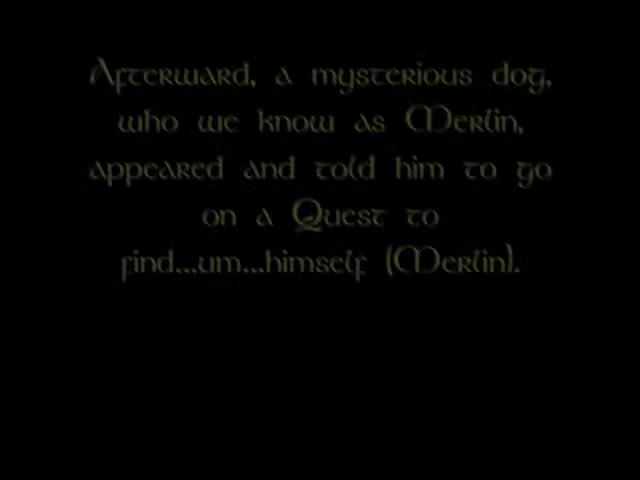 Afterward, a mysterious dog,
who we know as Merlin,
appeared and told him to go
on a Quest to
find...um...himself (Merlin).